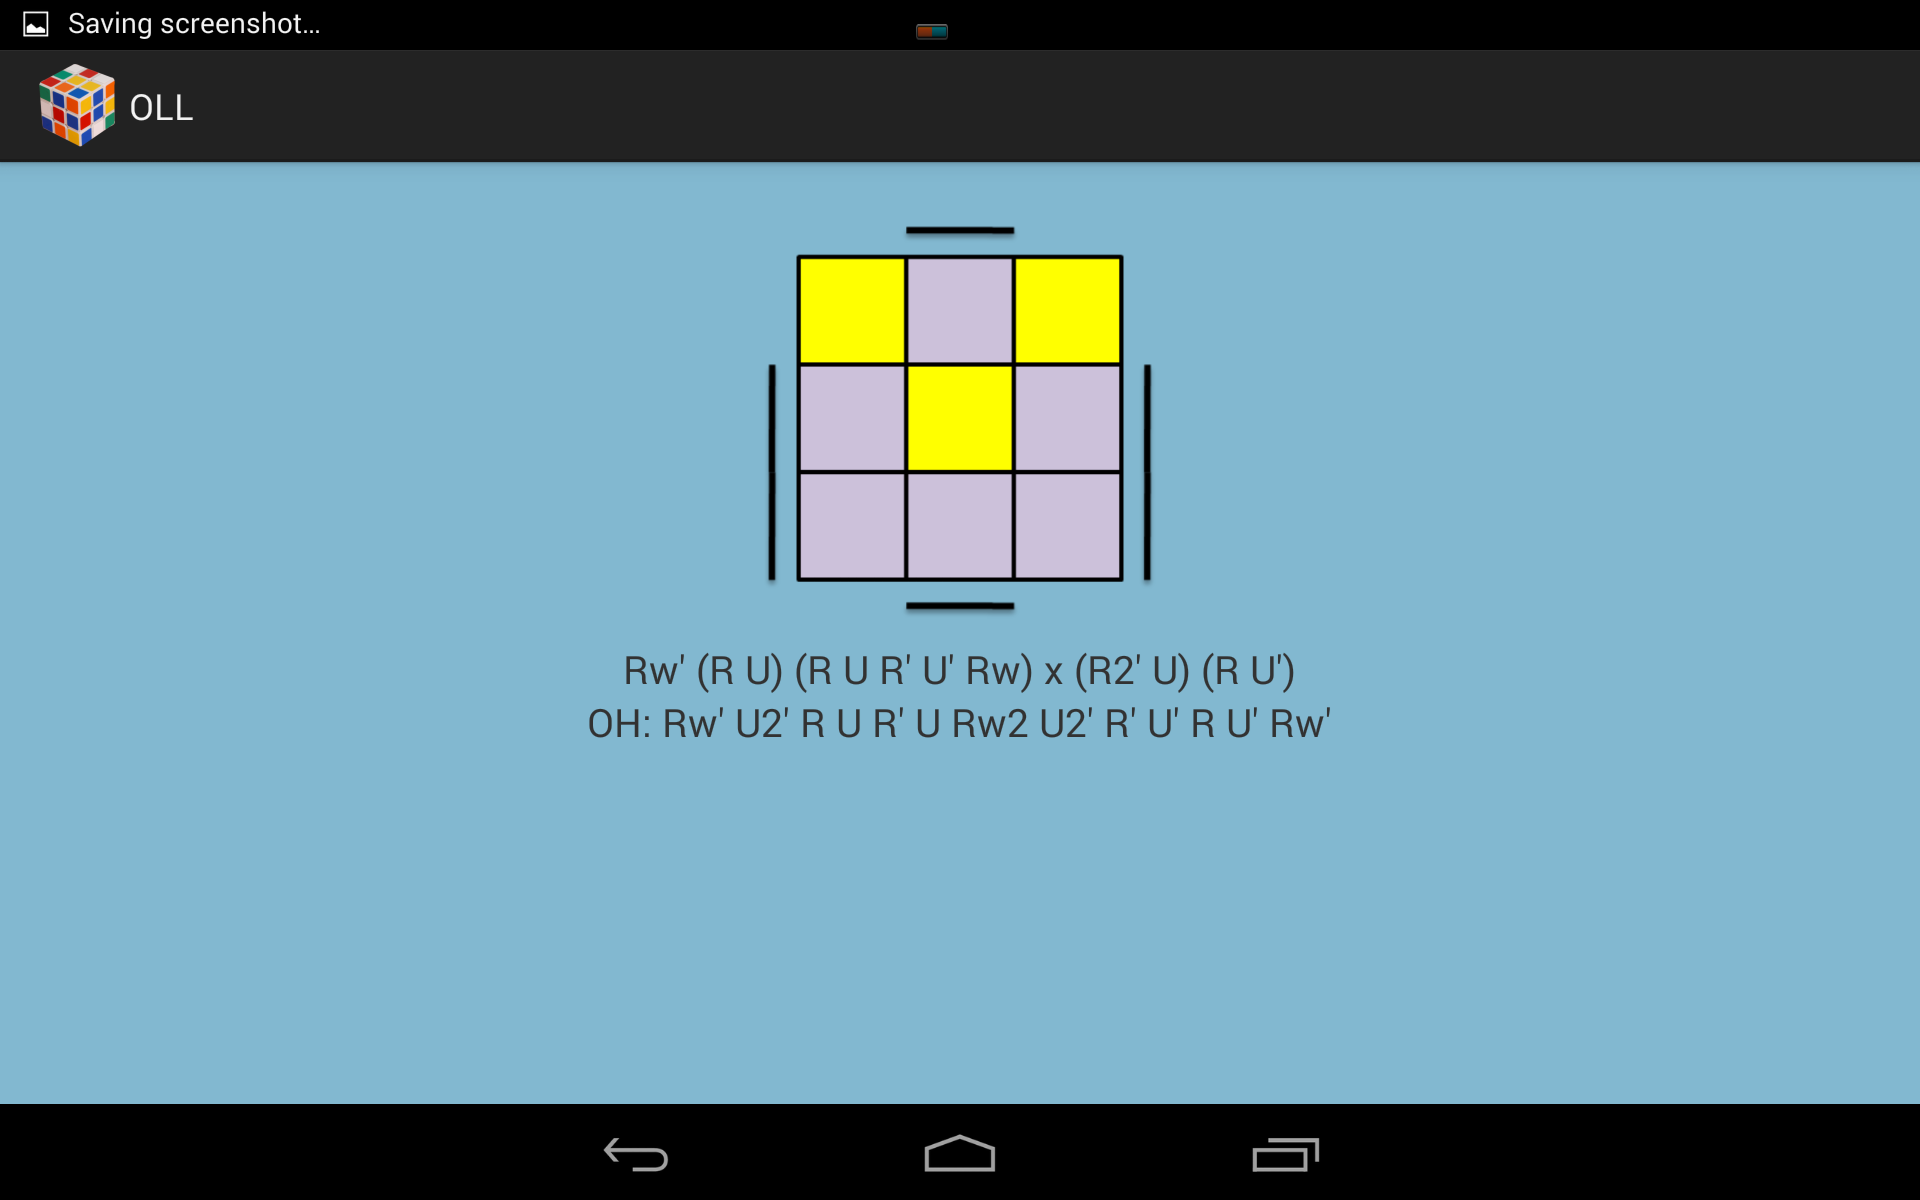 Saving screenshot...
OLL
Rw' (R U) (R U R' U' Rw) x (R2' U) (R U')
OH: Rw' U2' R U R' U Rw2 U2' R' U' R U' Rw'